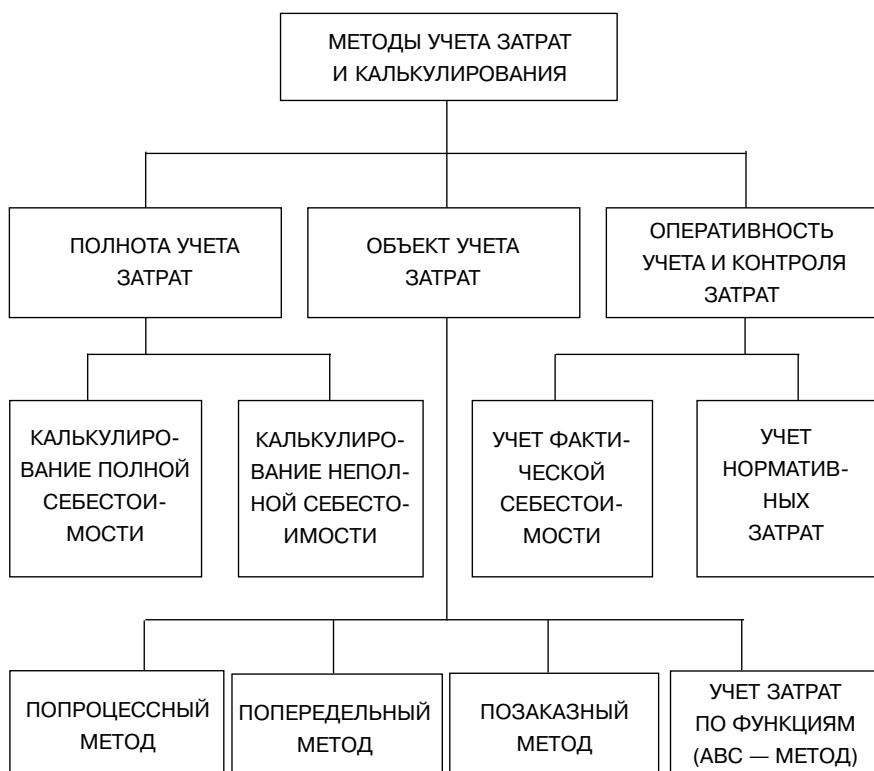 МЕТОДЫ УЧЕТА ЗАТРАТ
И КАЛЬКУЛИРОВАНИЯ
ПОЛНОТА УЧЕТА
ЗАТРАТ
ОБЪЕКТ УЧЕТА
ЗАТРАТ
ОПЕРАТИВНОСТЬ
УЧЕТА И КОНТРОЛЯ
ЗАТРАТ
КАЛЬКУЛИРО-
ВАНИЕ ПОЛНОЙ
СЕБЕСТОИ-
МОСТИ
КАЛЬКУЛИРО-
ВАНИЕ НЕПОЛ-
НОЙ СЕБЕСТО-
ИМОСТИ
УЧЕТ ФАКТИ-
ЧЕСКОЙ
СЕБЕСТОИ-
МОСТИ
УЧЕТ
НОРМАТИВ-
НЫХ
ЗАТРАТ
ПОПРОЦЕССНЫЙ
МЕТОД
ПОПЕРЕДЕЛЬНЫЙ
МЕТОД
ПОЗАКАЗНЫЙ
МЕТОД
УЧЕТ ЗАТРАТ
ПО ФУНКЦИЯМ
(АВС — МЕТОД)